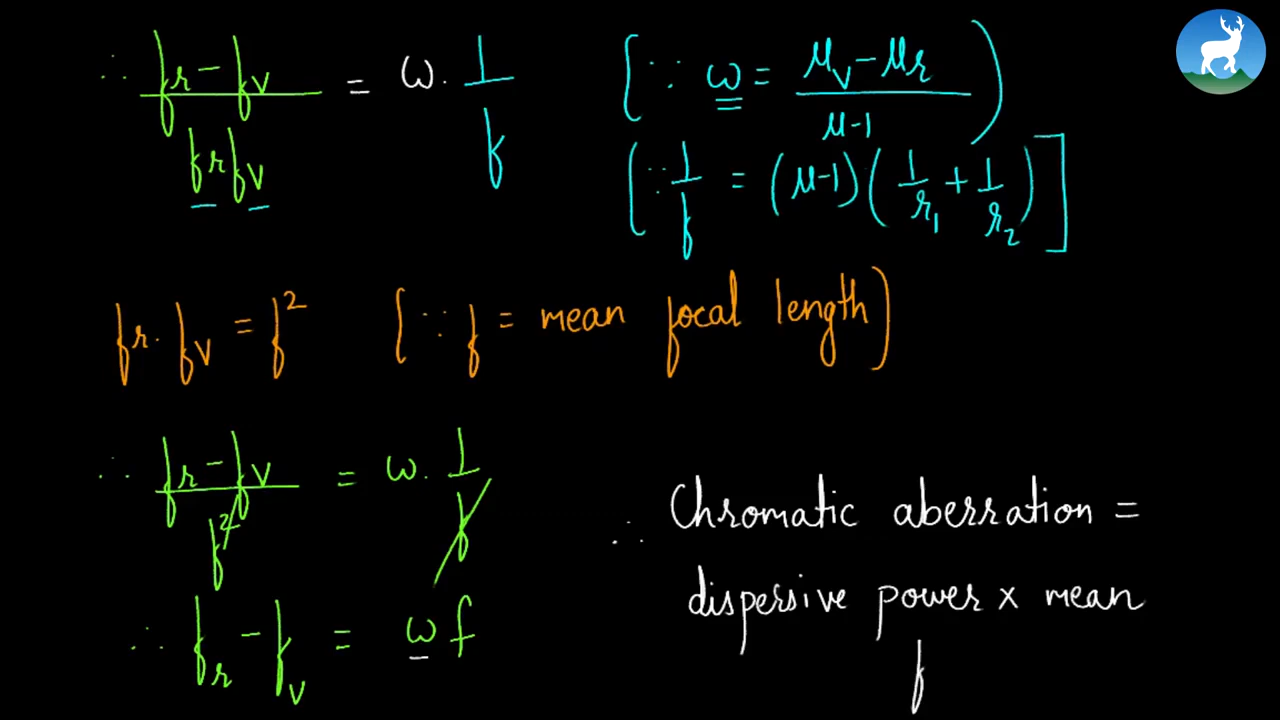 ∴ (fr − fv)/(fr fv) = ω · 1/f [∵ ω = (μv − μr)/(μ−1)]
[∵ 1/f = (μ−1)(1/r₁ + 1/r₂)]
fr · fv = f² [∵ f = mean focal length]
∴ (fr − fv)/f² = ω · 1/f
∴ fr − fv = ωf
∴ Chromatic aberration =
dispersive power × mean
f